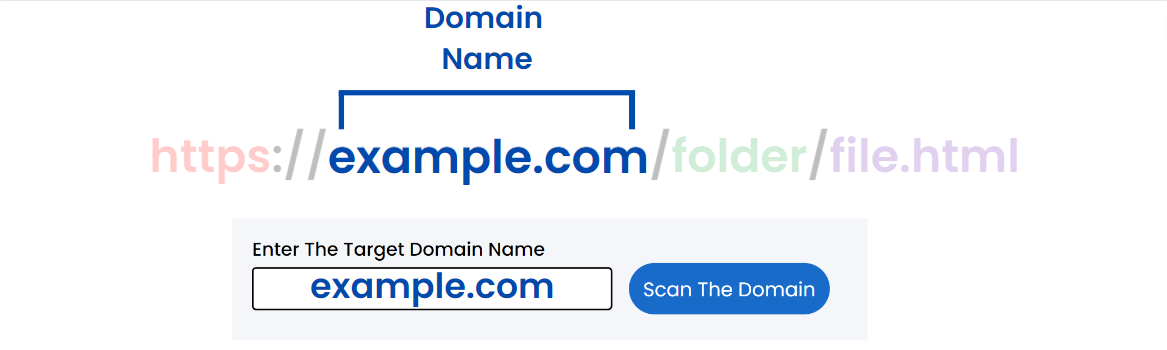 Domain
Name
https://example.com/folder/file.html
Enter The Target Domain Name
example.com
Scan The Domain